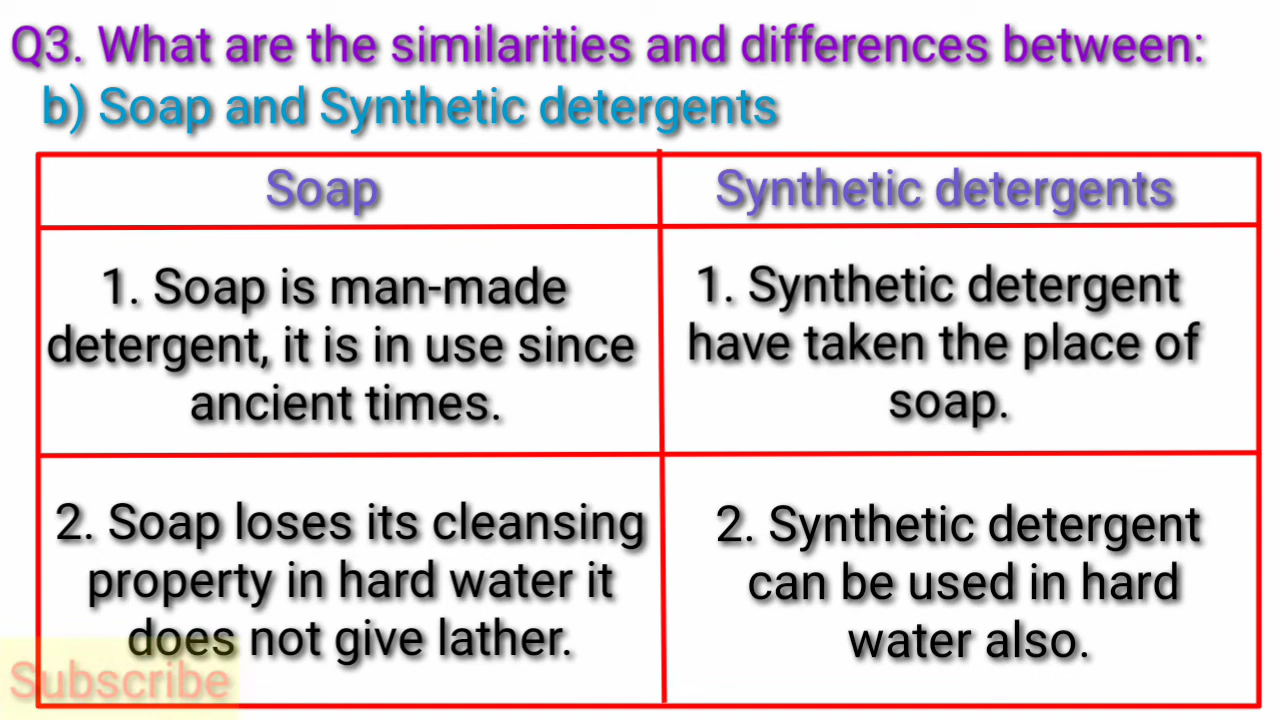 Q3. What are the similarities and differences between:
b) Soap and Synthetic detergents
Soap
Synthetic detergents
1. Soap is man-made
detergent, it is in use since
ancient times.
1. Synthetic detergent
have taken the place of
soap.
2. Soap loses its cleansing
property in hard water it
does not give lather.
2. Synthetic detergent
can be used in hard
water also.
Subscribe